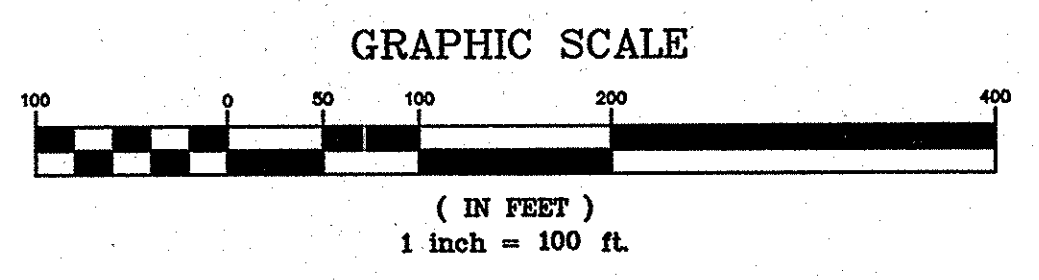 GRAPHIC SCALE
100 0 50 100 200 400
( IN FEET )
1 inch = 100 ft.